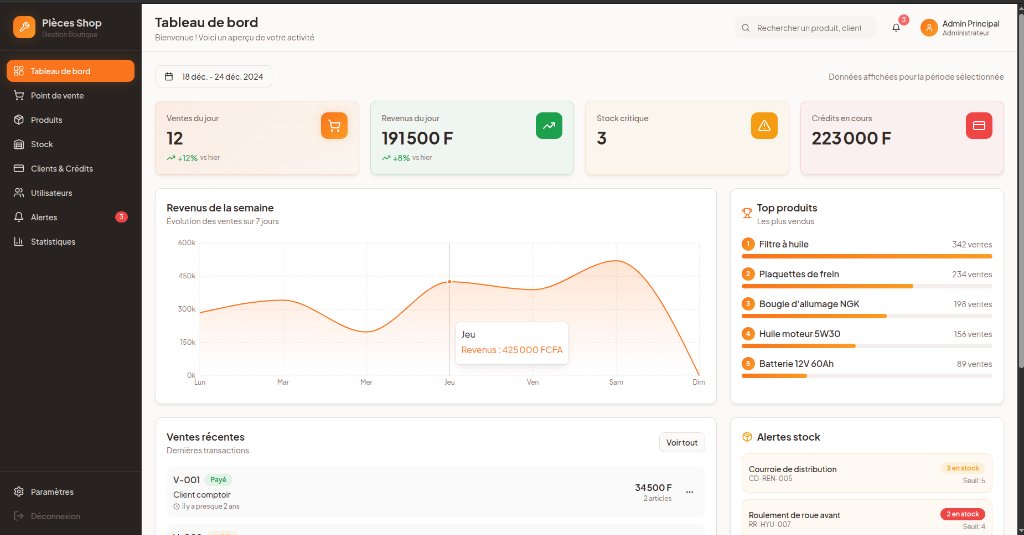 Pièces Shop
Gestion Boutique
Tableau de bord
Point de vente
Produits
Stock
Clients & Crédits
Utilisateurs
Alertes
3
Statistiques
Paramètres
Déconnexion
Tableau de bord
Bienvenue ! Voici un aperçu de votre activité
Rechercher un produit, client
3
Admin Principal
Administrateur
18 déc. - 24 déc. 2024
Données affichées pour la période sélectionnée
Ventes du jour
12
+12% vs hier
Revenus du jour
191 500 F
+8% vs hier
Stock critique
3
Crédits en cours
223 000 F
Revenus de la semaine
Évolution des ventes sur 7 jours
600k
450k
300k
150k
0k
Lun Mar Mer Jeu Ven Sam Dim
Jeu
Revenus : 425 000 FCFA
Top produits
Les plus vendus
1 Filtre à huile 342 ventes
2 Plaquettes de frein 234 ventes
3 Bougie d'allumage NGK 198 ventes
4 Huile moteur 5W30 156 ventes
5 Batterie 12V 60Ah 89 ventes
Ventes récentes
Dernières transactions
Voir tout
V-001 Payé
Client comptoir
il y a presque 2 ans
34 500 F
2 articles
Alertes stock
Courroie de distribution
CD-REN-005
3 en stock
Seuil: 5
Roulement de roue avant
RR-HYU-007
2 en stock
Seuil: 4